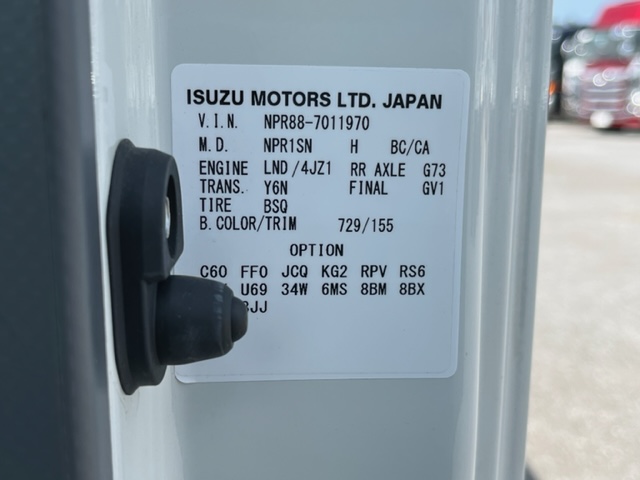 ISUZU MOTORS LTD. JAPAN
V.I.N. NPR88-7011970
M.D. NPR1SN H BC/CA
ENGINE LND/4JZ1 RR AXLE G73
TRANS. Y6N FINAL GV1
TIRE BSQ
B.COLOR/TRIM 729/155
OPTION
C60 FF0 JCQ KG2 RPV RS6
U69 34W 6MS 8BM 8BX
JJ